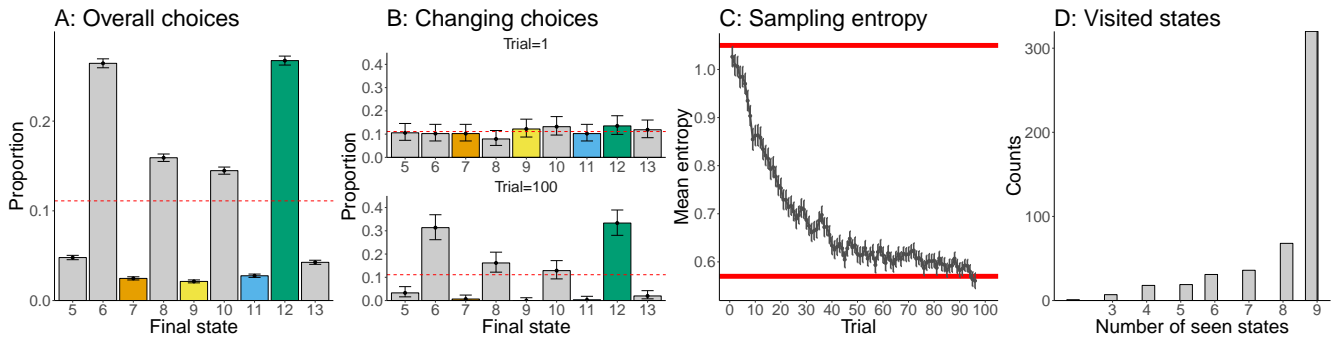 A: Overall choices
Proportion
0.0
0.1
0.2
5 6 7 8 9 10 11 12 13
Final state
B: Changing choices
Trial=1
0.4
0.3
0.2
0.1
0.0
5 6 7 8 9 10 11 12 13
Proportion
Trial=100
0.4
0.3
0.2
0.1
0.0
5 6 7 8 9 10 11 12 13
Final state
C: Sampling entropy
Mean entropy
1.0
0.9
0.8
0.7
0.6
0 10 20 30 40 50 60 70 80 90 100
Trial
D: Visited states
Counts
300
200
100
0
3 4 5 6 7 8 9
Number of seen states